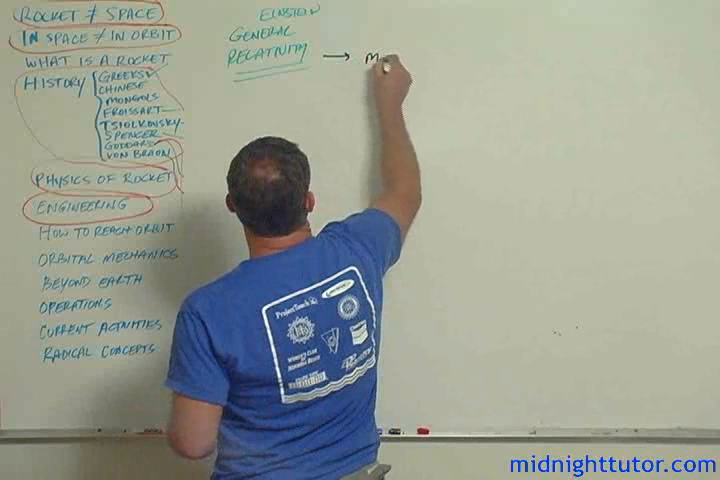 ROCKET ≠ SPACE
IN SPACE ≠ IN ORBIT
WHAT IS A ROCKET
HISTORY
GREEKS
CHINESE
MONGOLS
FROISSART
TSIOLKOVSKY
SPENCER
GODDARD
VON BRAUN
PHYSICS OF ROCKET
ENGINEERING
HOW TO REACH ORBIT
ORBITAL MECHANICS
BEYOND EARTH
OPERATIONS
CURRENT ACTIVITIES
RADICAL CONCEPTS
EINSTEIN
GENERAL
RELATIVITY → M
Project Touch
midnighttutor.com